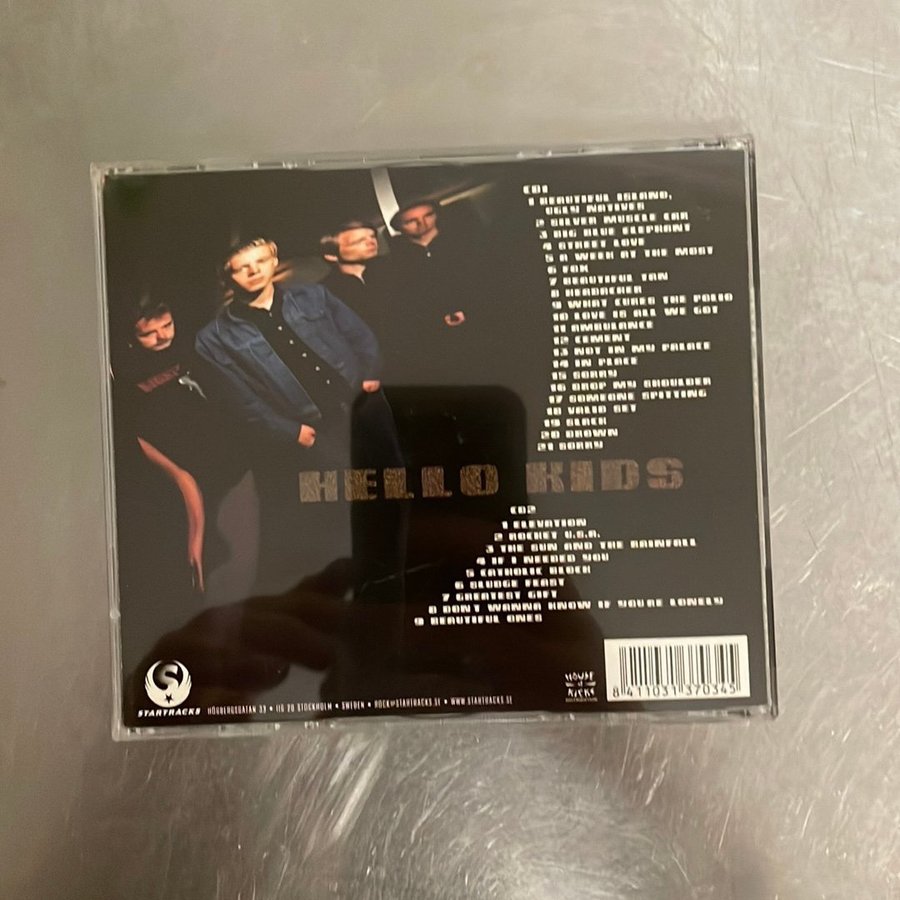 CD1
1 BEAUTIFUL ISLAND,
UGLY NATIVES
2 SILVER MUSCLE CAR
3 BIG BLUE ELEPHANT
4 STREET LOVE
5 A WEEK AT THE MOST
6 FOX
7 BEAUTIFUL TAN
8 HEADACHER
9 WHAT CURES THE POLIO
10 LOVE IS ALL WE GOT
11 AMBULANCE
12 CEMENT
13 NOT IN MY PALACE
14 IN PLACE
15 SORRY
16 DROP MY SHOULDER
17 SOMEONE SPITTING
18 VALID GET
19 BLACK
20 DROWN
21 SORRY
HELLO KIDS
CD2
1 ELEVATION
2 ROCKET U.S.A.
3 THE SUN AND THE RAINFALL
4 IF I NEEDED YOU
5 CATHOLIC BLOCK
6 SLUDGE FEAST
7 GREATEST GIFT
8 DON'T WANNA KNOW IF YOU'RE LONELY
9 BEAUTIFUL ONES
S
STARTRACKS
HÖGBERGSGATAN 33 • 116 20 STOCKHOLM • SWEDEN • ROCK@STARTRACKS.SE • WWW.STARTRACKS.SE
HOUSE
of
KICKS
DISTRIBUTION
8 411031 370345